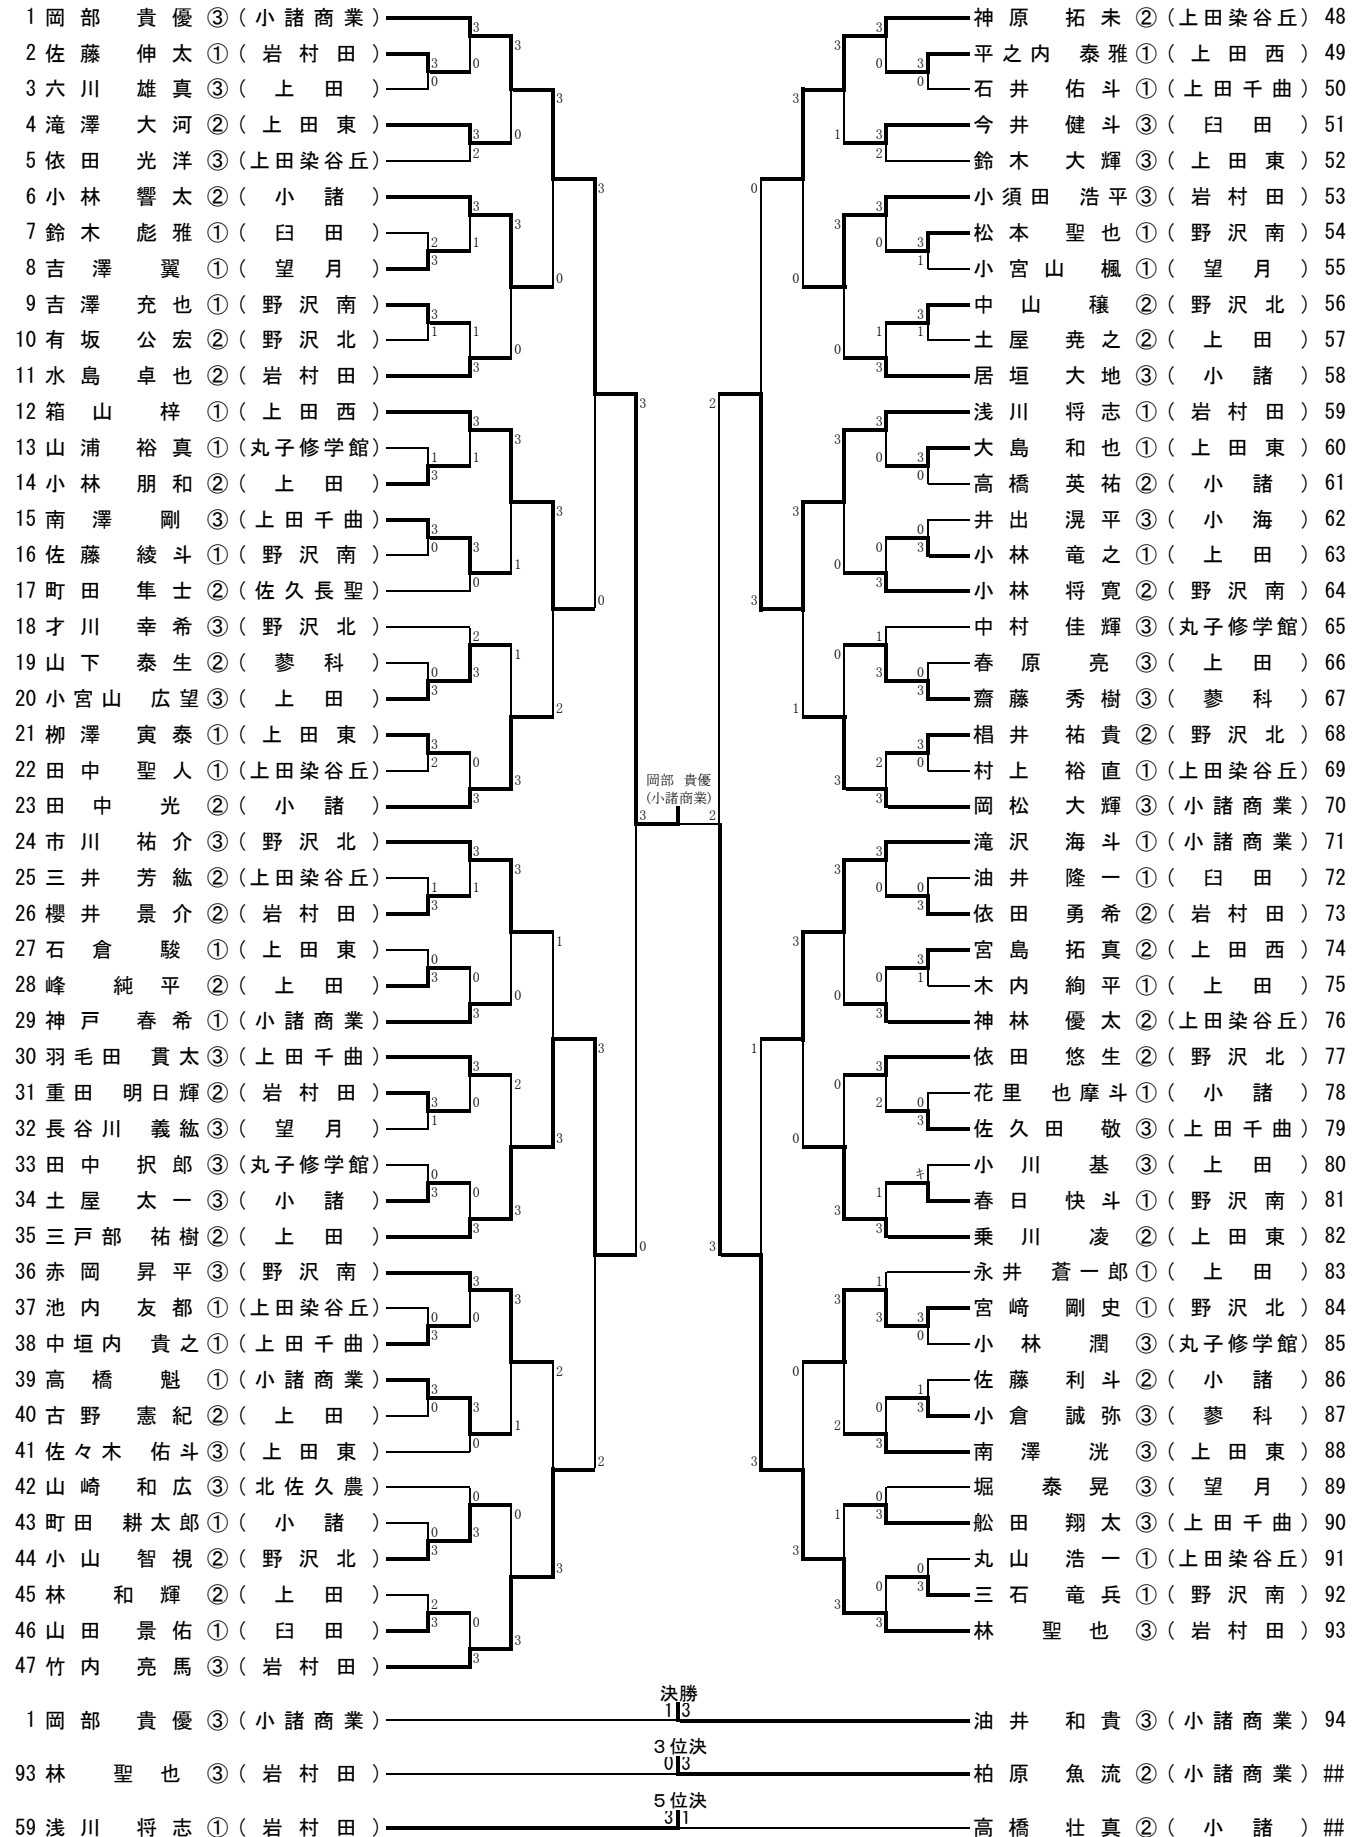 1 岡部 貴優 ③ (小諸商業)
2 佐藤 伸太 ① (岩村田)
3 六川 雄真 ③ (上田)
4 滝澤 大河 ② (上田東)
5 依田 光洋 ③ (上田染谷丘)
6 小林 響太 ② (小諸)
7 鈴木 彪雅 ① (臼田)
8 吉澤 翼 ① (望月)
9 吉澤 充也 ① (野沢南)
10 有坂 公宏 ② (野沢北)
11 水島 卓也 ② (岩村田)
12 箱山 梓 ① (上田西)
13 山浦 裕真 ① (丸子修学館)
14 小林 朋和 ② (上田)
15 南澤 剛 ③ (上田千曲)
16 佐藤 綾斗 ① (野沢南)
17 町田 隼士 ② (佐久長聖)
18 才川 幸希 ③ (野沢北)
19 山下 泰生 ② (蓼科)
20 小宮山 広望 ③ (上田)
21 栁澤 寅泰 ① (上田東)
22 田中 聖人 ① (上田染谷丘)
23 田中 光 ② (小諸)
24 市川 祐介 ③ (野沢北)
25 三井 芳紘 ② (上田染谷丘)
26 櫻井 景介 ② (岩村田)
27 石倉 駿 ① (上田東)
28 峰 純平 ② (上田)
29 神戸 春希 ① (小諸商業)
30 羽毛田 貫太 ③ (上田千曲)
31 重田 明日輝 ② (岩村田)
32 長谷川 義紘 ③ (望月)
33 田中 択郎 ③ (丸子修学館)
34 土屋 太一 ③ (小諸)
35 三戸部 祐樹 ② (上田)
36 赤岡 昇平 ③ (野沢南)
37 池内 友都 ① (上田染谷丘)
38 中垣内 貴之 ① (上田千曲)
39 高橋 魁 ① (小諸商業)
40 古野 憲紀 ② (上田)
41 佐々木 佑斗 ③ (上田東)
42 山崎 和広 ③ (北佐久農)
43 町田 耕太郎 ① (小諸)
44 小山 智視 ② (野沢北)
45 林 和輝 ② (上田)
46 山田 景佑 ① (臼田)
47 竹内 亮馬 ③ (岩村田)
岡部 貴優
(小諸商業)
3 2
神原 拓未 ② (上田染谷丘) 48
平之内 泰雅 ① (上田西) 49
石井 佑斗 ① (上田千曲) 50
今井 健斗 ③ (臼田) 51
鈴木 大輝 ③ (上田東) 52
小須田 浩平 ③ (岩村田) 53
松本 聖也 ① (野沢南) 54
小宮山 楓 ① (望月) 55
中山 穣 ② (野沢北) 56
土屋 尭之 ② (上田) 57
居垣 大地 ③ (小諸) 58
浅川 将志 ① (岩村田) 59
大島 和也 ① (上田東) 60
高橋 英祐 ② (小諸) 61
井出 滉平 ③ (小海) 62
小林 竜之 ① (上田) 63
小林 将寛 ② (野沢南) 64
中村 佳輝 ③ (丸子修学館) 65
春原 亮 ③ (上田) 66
齋藤 秀樹 ③ (蓼科) 67
椙井 祐貴 ② (野沢北) 68
村上 裕直 ① (上田染谷丘) 69
岡松 大輝 ③ (小諸商業) 70
滝沢 海斗 ① (小諸商業) 71
油井 隆一 ① (臼田) 72
依田 勇希 ② (岩村田) 73
宮島 拓真 ② (上田西) 74
木内 絢平 ① (上田) 75
神林 優太 ② (上田染谷丘) 76
依田 悠生 ② (野沢北) 77
花里 也摩斗 ① (小諸) 78
佐久田 敬 ③ (上田千曲) 79
小川 基 ③ (上田) 80
春日 快斗 ① (野沢南) 81
乗川 凌 ② (上田東) 82
永井 蒼一郎 ① (上田) 83
宮﨑 剛史 ① (野沢北) 84
小林 潤 ③ (丸子修学館) 85
佐藤 利斗 ② (小諸) 86
小倉 誠弥 ③ (蓼科) 87
南澤 洸 ③ (上田東) 88
堀 泰晃 ③ (望月) 89
舩田 翔太 ③ (上田千曲) 90
丸山 浩一 ① (上田染谷丘) 91
三石 竜兵 ① (野沢南) 92
林 聖也 ③ (岩村田) 93
決勝
1 岡部 貴優 ③ (小諸商業) 1 3 油井 和貴 ③ (小諸商業) 94
3位決
93 林 聖也 ③ (岩村田) 0 3 柏原 魚流 ② (小諸商業) ##
5位決
59 浅川 将志 ① (岩村田) 3 1 高橋 壮真 ② (小諸) ##